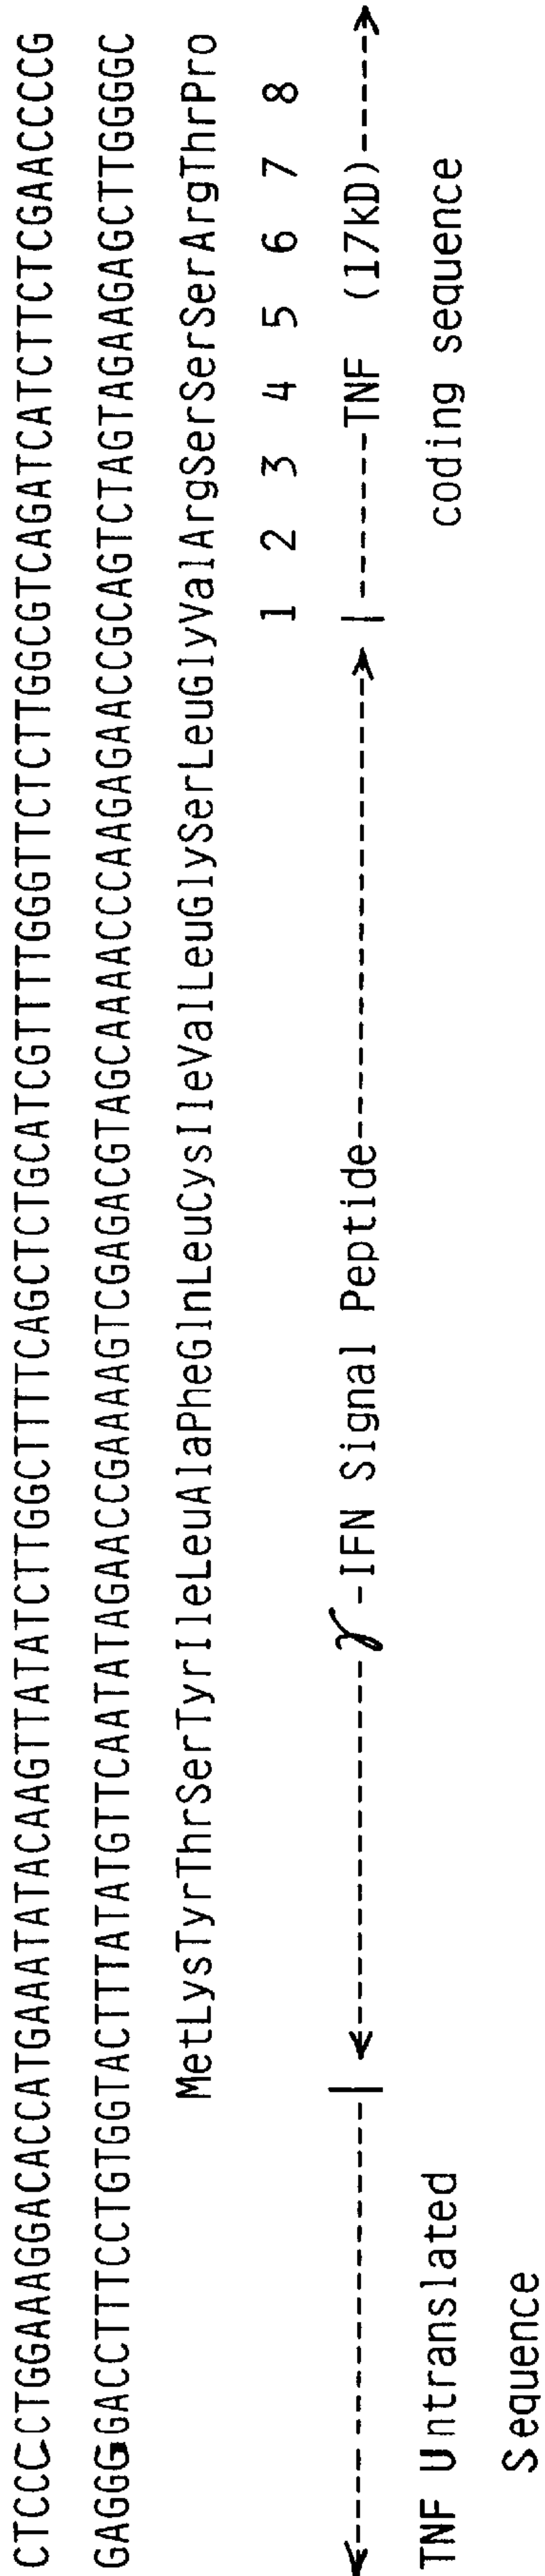 CTCCCCTGGAAAGGACACCATGAAATATACAAGTTATATCTTGGCTTTTCAGCTCTGCATCGTTTTGGGTTCTCTTGGCGTCAGATCATCTTCTCGAACCCCG
GAGGGGACCTTTCCTGTGGTACTTTATATGTTCAATATAGAACCGAAAAGTCGAGACGTAGCAAAACCCAAGAGAACCGCAGTCTAGTAGAAGAGCTTGGGGC
MetLysTyrThrSerTyrIleLeuAlaPheGlnLeuCysIleValLeuGlySerLeuGlyValArgSerSerSerArgThrPro
1 2 3 4 5 6 7 8
γ-IFN Signal Peptide TNF (17kD)
TNF Untranslated coding sequence
Sequence